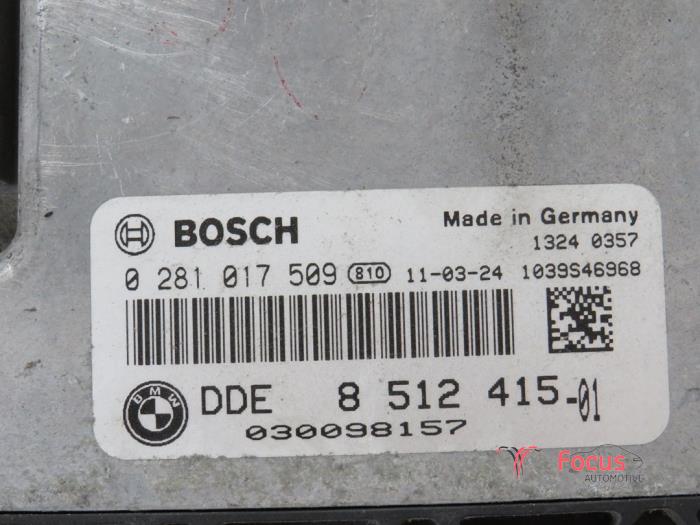 BOSCH
Made in Germany
1324 0357
0 281 017 509 810 11-03-24 1039S46968
BMW
DDE 8 512 415-01
030098157
Focus
AUTOMOTIVE